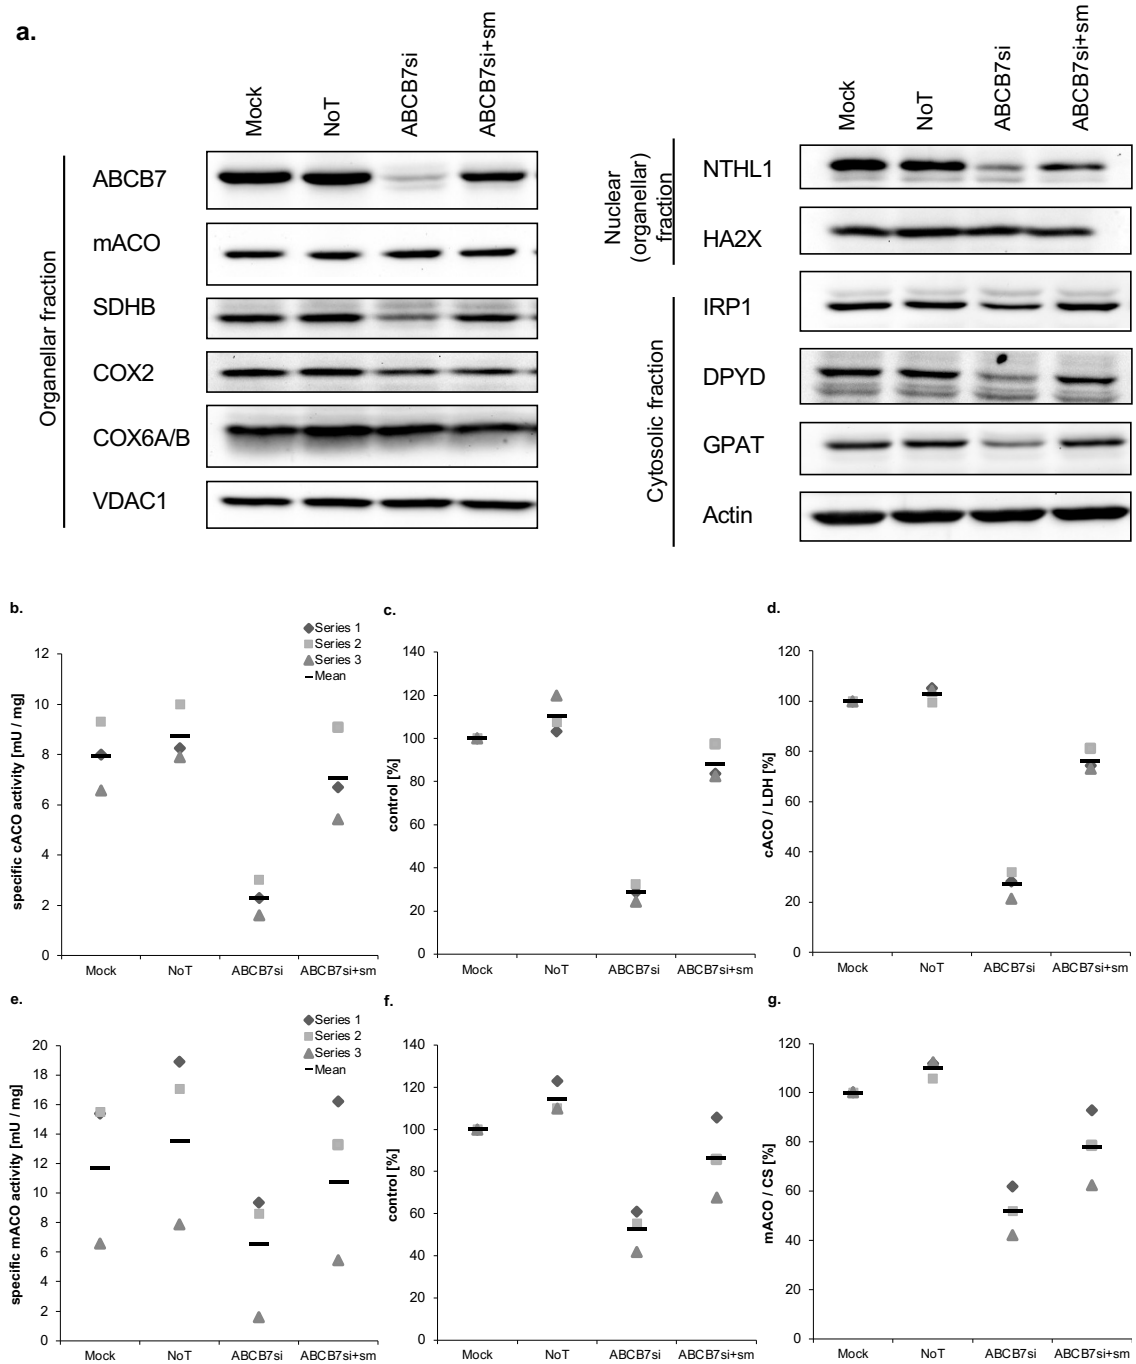 a.
Mock
NoT
ABCB7si
ABCB7si+sm
Organellar fraction
ABCB7
mACO
SDHB
COX2
COX6A/B
VDAC1
Mock
NoT
ABCB7si
ABCB7si+sm
Nuclear
(organellar)
fraction
NTHL1
HA2X
Cytosolic fraction
IRP1
DPYD
GPAT
Actin
b.
Series 1
Series 2
Series 3
Mean
specific cACO activity [mU / mg]
12
10
8
6
4
2
0
Mock NoT ABCB7si ABCB7si+sm
c.
control [%]
140
120
100
80
60
40
20
0
Mock NoT ABCB7si ABCB7si+sm
d.
cACO / LDH [%]
120
100
80
60
40
20
0
Mock NoT ABCB7si ABCB7si+sm
e.
Series 1
Series 2
Series 3
Mean
specific mACO activity [mU / mg]
20
18
16
14
12
10
8
6
4
2
0
Mock NoT ABCB7si ABCB7si+sm
f.
control [%]
140
120
100
80
60
40
20
0
Mock NoT ABCB7si ABCB7si+sm
g.
mACO / CS [%]
120
100
80
60
40
20
0
Mock NoT ABCB7si ABCB7si+sm